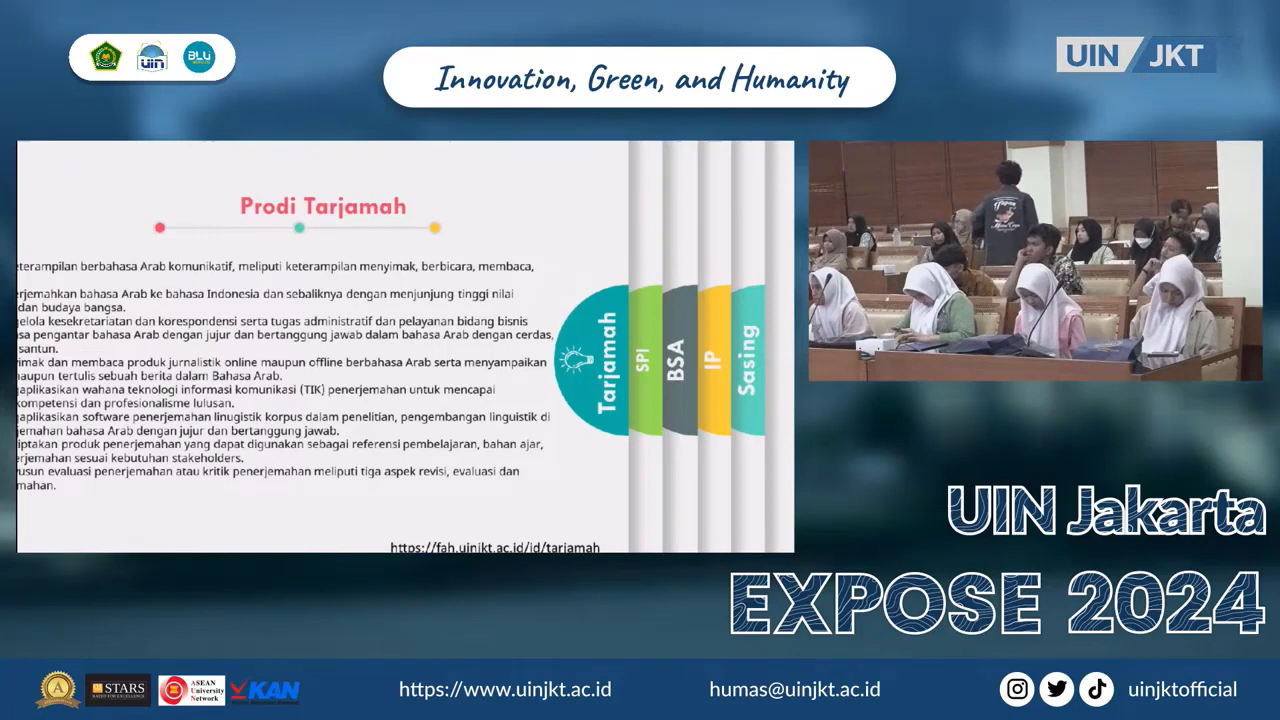 uin
BLU
Innovation, Green, and Humanity
UIN / JKT
Prodi Tarjamah
eterampilan berbahasa Arab komunikatif, meliputi keterampilan menyimak, berbicara, membaca,
erjemahkan bahasa Arab ke bahasa Indonesia dan sebaliknya dengan menjunjung tinggi nilai
dan budaya bangsa.
gelola kesekretariatan dan korespondensi serta tugas administratif dan pelayanan bidang bisnis
asa pengantar bahasa Arab dengan jujur dan bertanggung jawab dalam bahasa Arab dengan cerdas,
santun.
rimak dan membaca produk jurnalistik online maupun offline berbahasa Arab serta menyampaikan
maupun tertulis sebuah berita dalam Bahasa Arab.
gaplikasikan wahana teknologi informasi komunikasi (TIK) penerjemahan untuk mencapai
kompetensi dan profesionalisme lulusan.
gaplikasikan software penerjemahan linugistik korpus dalam penelitian, pengembangan linguistik di
jemahan bahasa Arab dengan jujur dan bertanggung jawab.
iptakan produk penerjemahan yang dapat digunakan sebagai referensi pembelajaran, bahan ajar,
erjemahan sesuai kebutuhan stakeholders.
yusun evaluasi penerjemahan atau kritik penerjemahan meliputi tiga aspek revisi, evaluasi dan
mahan.
https://fah.uinjkt.ac.id/id/tarjamah
Tarjamah
SPI
BSA
IP
Sasing
UIN Jakarta
EXPOSE 2024
A
STARS
ASEAN
University
Network
KAN
https://www.uinjkt.ac.id
humas@uinjkt.ac.id
uinjktofficial